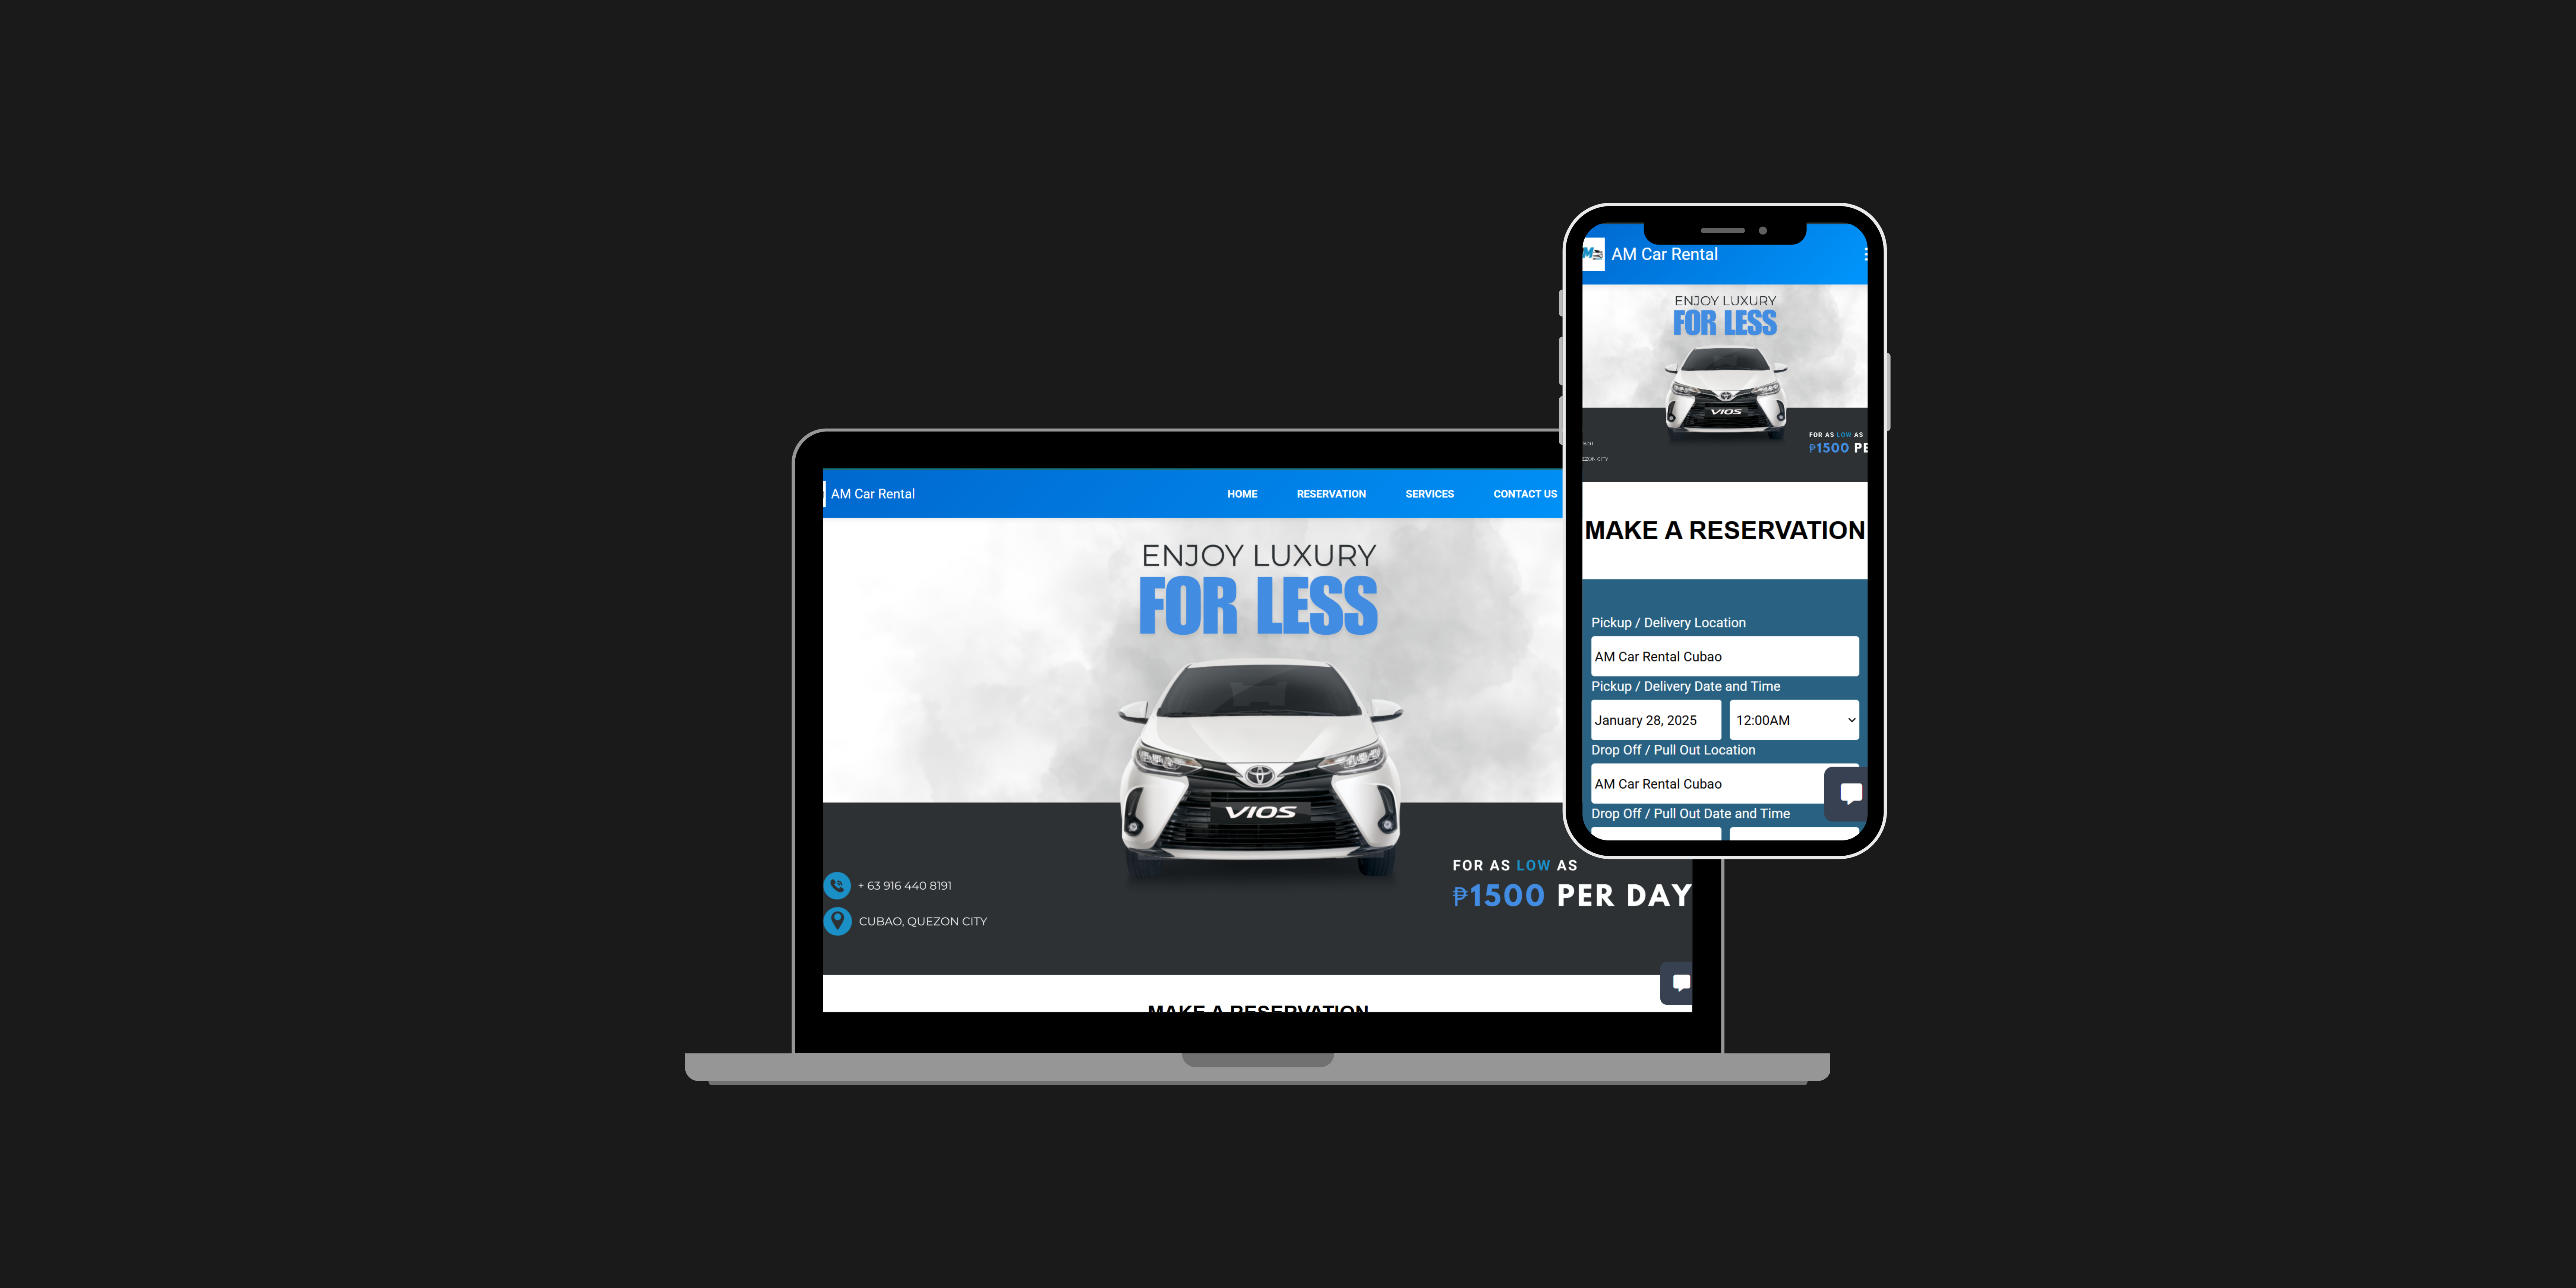 AM Car Rental
HOME RESERVATION SERVICES CONTACT US
ENJOY LUXURY
FOR LESS
VIOS
+ 63 916 440 8191
CUBAO, QUEZON CITY
FOR AS LOW AS
₱1500 PER DAY
MAKE A RESERVATION
AM Car Rental
ENJOY LUXURY
FOR LESS
VIOS
FOR AS LOW AS
₱1500 PE
MAKE A RESERVATION
Pickup / Delivery Location
AM Car Rental Cubao
Pickup / Delivery Date and Time
January 28, 2025 12:00AM
Drop Off / Pull Out Location
AM Car Rental Cubao
Drop Off / Pull Out Date and Time